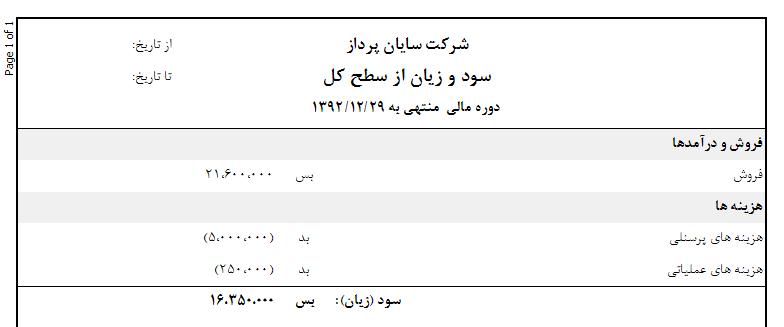 Page 1 of 1
شرکت سایان پرداز
از تاریخ:
سود و زیان از سطح کل
تا تاریخ:
دوره مالی منتهی به ۱۳۹۲/۱۲/۲۹
فروش و درآمدها
فروش بس ۲۱،۶۰۰،۰۰۰
هزینه ها
هزینه های پرسنلی بد (۵،۰۰۰،۰۰۰)
هزینه های عملیاتی بد (۲۵۰،۰۰۰)
سود (زیان): بس ۱۶،۳۵۰،۰۰۰